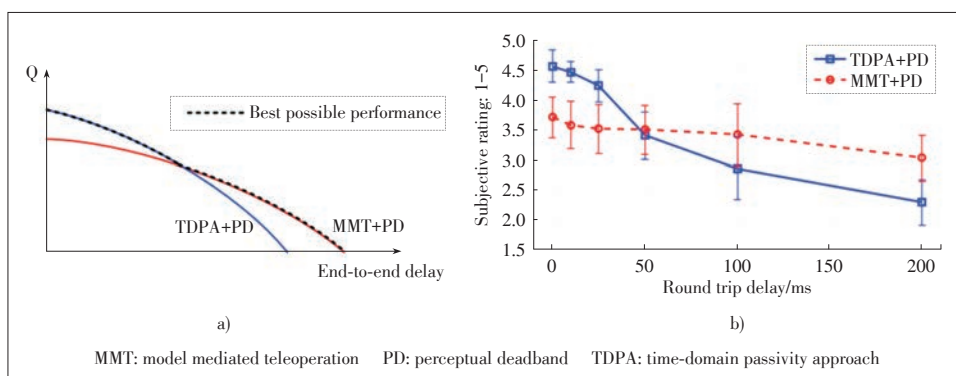 Q
Best possible performance
TDPA+PD
MMT+PD
End-to-end delay
a)
Subjective rating: 1–5
5.0
4.5
4.0
3.5
3.0
2.5
2.0
1.5
TDPA+PD
MMT+PD
0 50 100 150 200
Round trip delay/ms
b)
MMT: model mediated teleoperation PD: perceptual deadband TDPA: time-domain passivity approach